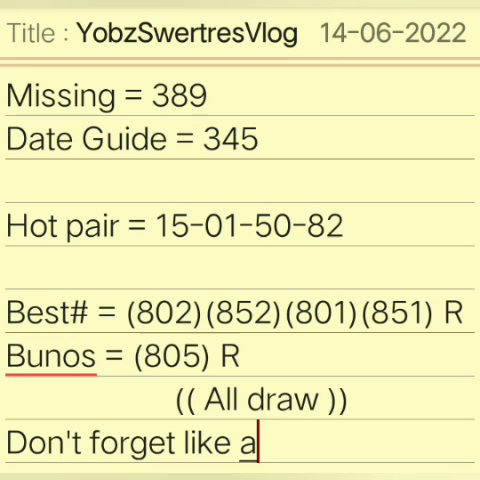 Title : YobzSwertresVlog 14-06-2022
Missing = 389
Date Guide = 345
Hot pair = 15-01-50-82
Best# = (802)(852)(801)(851) R
Bunos = (805) R
(( All draw ))
Don't forget like a